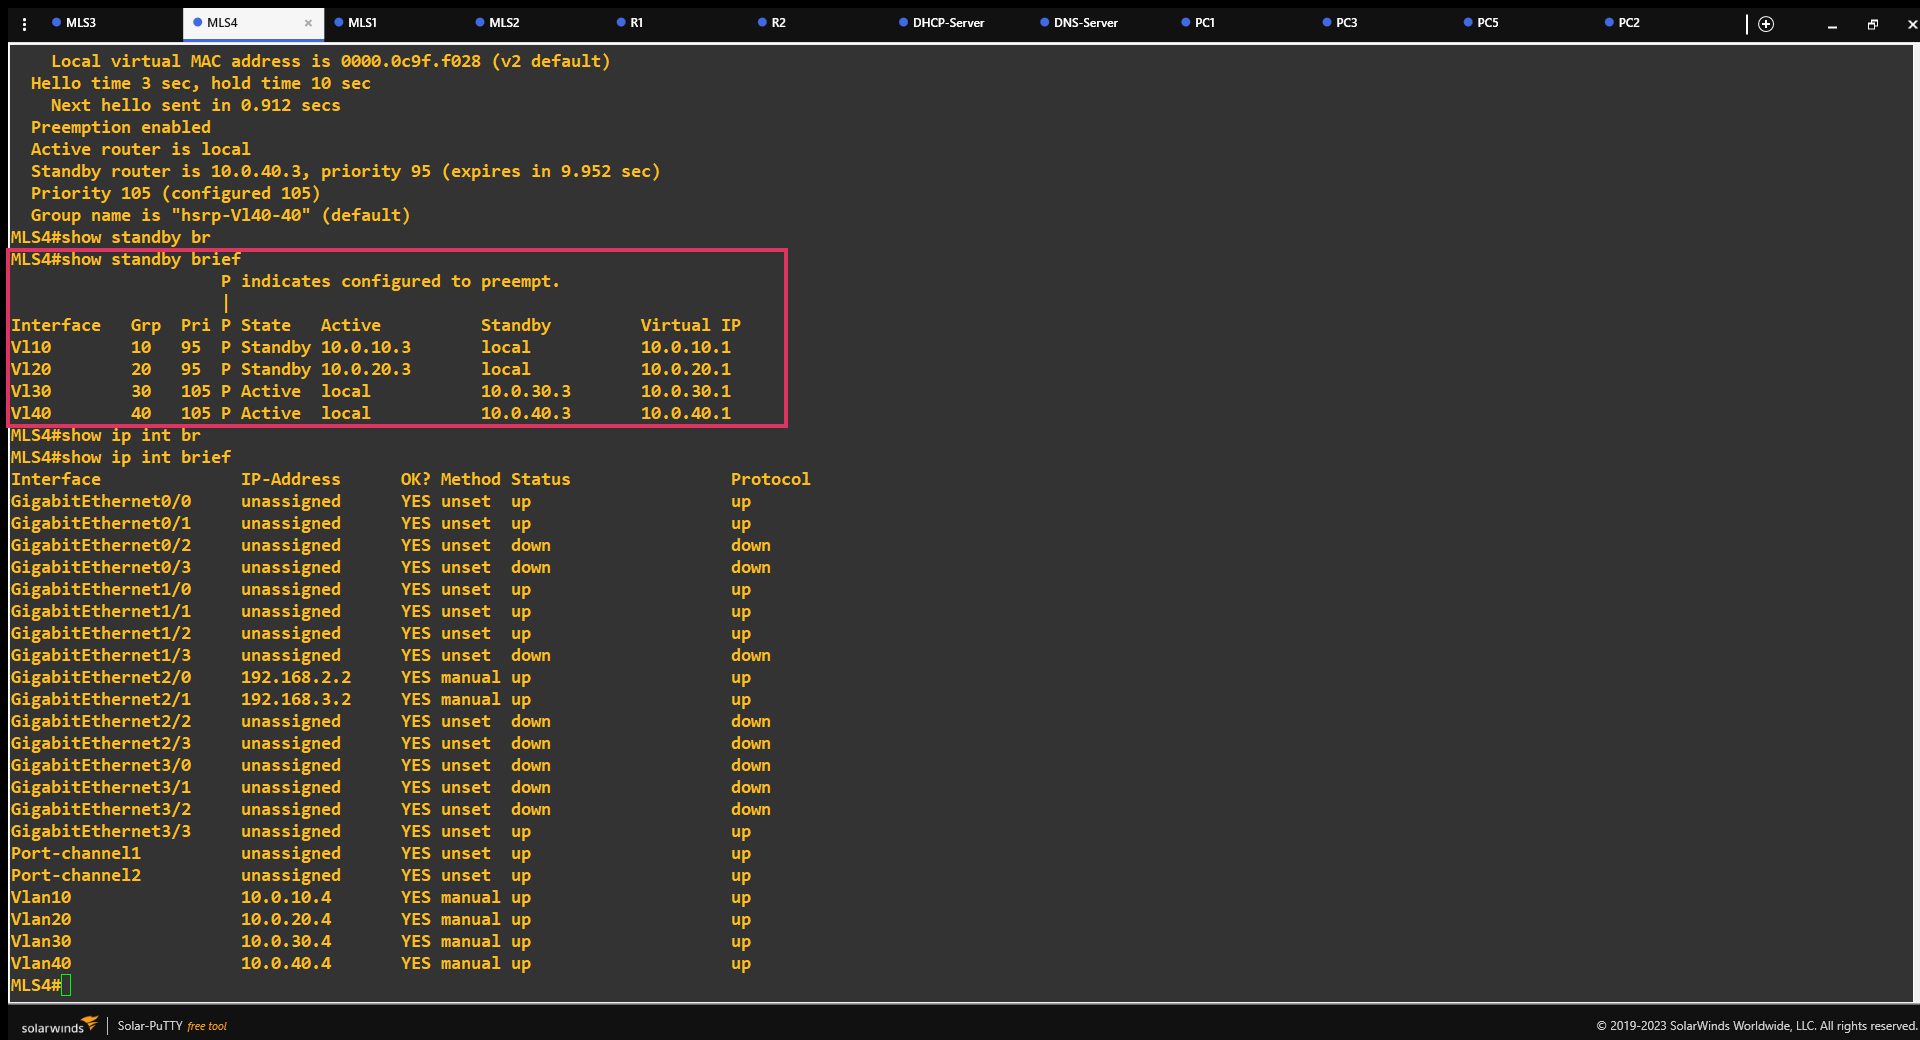 MLS3 MLS4 × MLS1 MLS2 R1 R2 DHCP-Server DNS-Server PC1 PC3 PC5 PC2
    Local virtual MAC address is 0000.0c9f.f028 (v2 default)
  Hello time 3 sec, hold time 10 sec
    Next hello sent in 0.912 secs
  Preemption enabled
  Active router is local
  Standby router is 10.0.40.3, priority 95 (expires in 9.952 sec)
  Priority 105 (configured 105)
  Group name is "hsrp-Vl40-40" (default)
MLS4#show standby br
MLS4#show standby brief
                     P indicates configured to preempt.
                     |
Interface   Grp  Pri P State   Active          Standby         Virtual IP
Vl10        10   95  P Standby 10.0.10.3       local           10.0.10.1
Vl20        20   95  P Standby 10.0.20.3       local           10.0.20.1
Vl30        30   105 P Active  local           10.0.30.3       10.0.30.1
Vl40        40   105 P Active  local           10.0.40.3       10.0.40.1
MLS4#show ip int br
MLS4#show ip int brief
Interface              IP-Address      OK? Method Status                Protocol
GigabitEthernet0/0     unassigned      YES unset  up                    up
GigabitEthernet0/1     unassigned      YES unset  up                    up
GigabitEthernet0/2     unassigned      YES unset  down                  down
GigabitEthernet0/3     unassigned      YES unset  down                  down
GigabitEthernet1/0     unassigned      YES unset  up                    up
GigabitEthernet1/1     unassigned      YES unset  up                    up
GigabitEthernet1/2     unassigned      YES unset  up                    up
GigabitEthernet1/3     unassigned      YES unset  down                  down
GigabitEthernet2/0     192.168.2.2     YES manual up                    up
GigabitEthernet2/1     192.168.3.2     YES manual up                    up
GigabitEthernet2/2     unassigned      YES unset  down                  down
GigabitEthernet2/3     unassigned      YES unset  down                  down
GigabitEthernet3/0     unassigned      YES unset  down                  down
GigabitEthernet3/1     unassigned      YES unset  down                  down
GigabitEthernet3/2     unassigned      YES unset  down                  down
GigabitEthernet3/3     unassigned      YES unset  up                    up
Port-channel1          unassigned      YES unset  up                    up
Port-channel2          unassigned      YES unset  up                    up
Vlan10                 10.0.10.4       YES manual up                    up
Vlan20                 10.0.20.4       YES manual up                    up
Vlan30                 10.0.30.4       YES manual up                    up
Vlan40                 10.0.40.4       YES manual up                    up
MLS4#
solarwinds | Solar-PuTTY free tool © 2019-2023 SolarWinds Worldwide, LLC. All rights reserved.